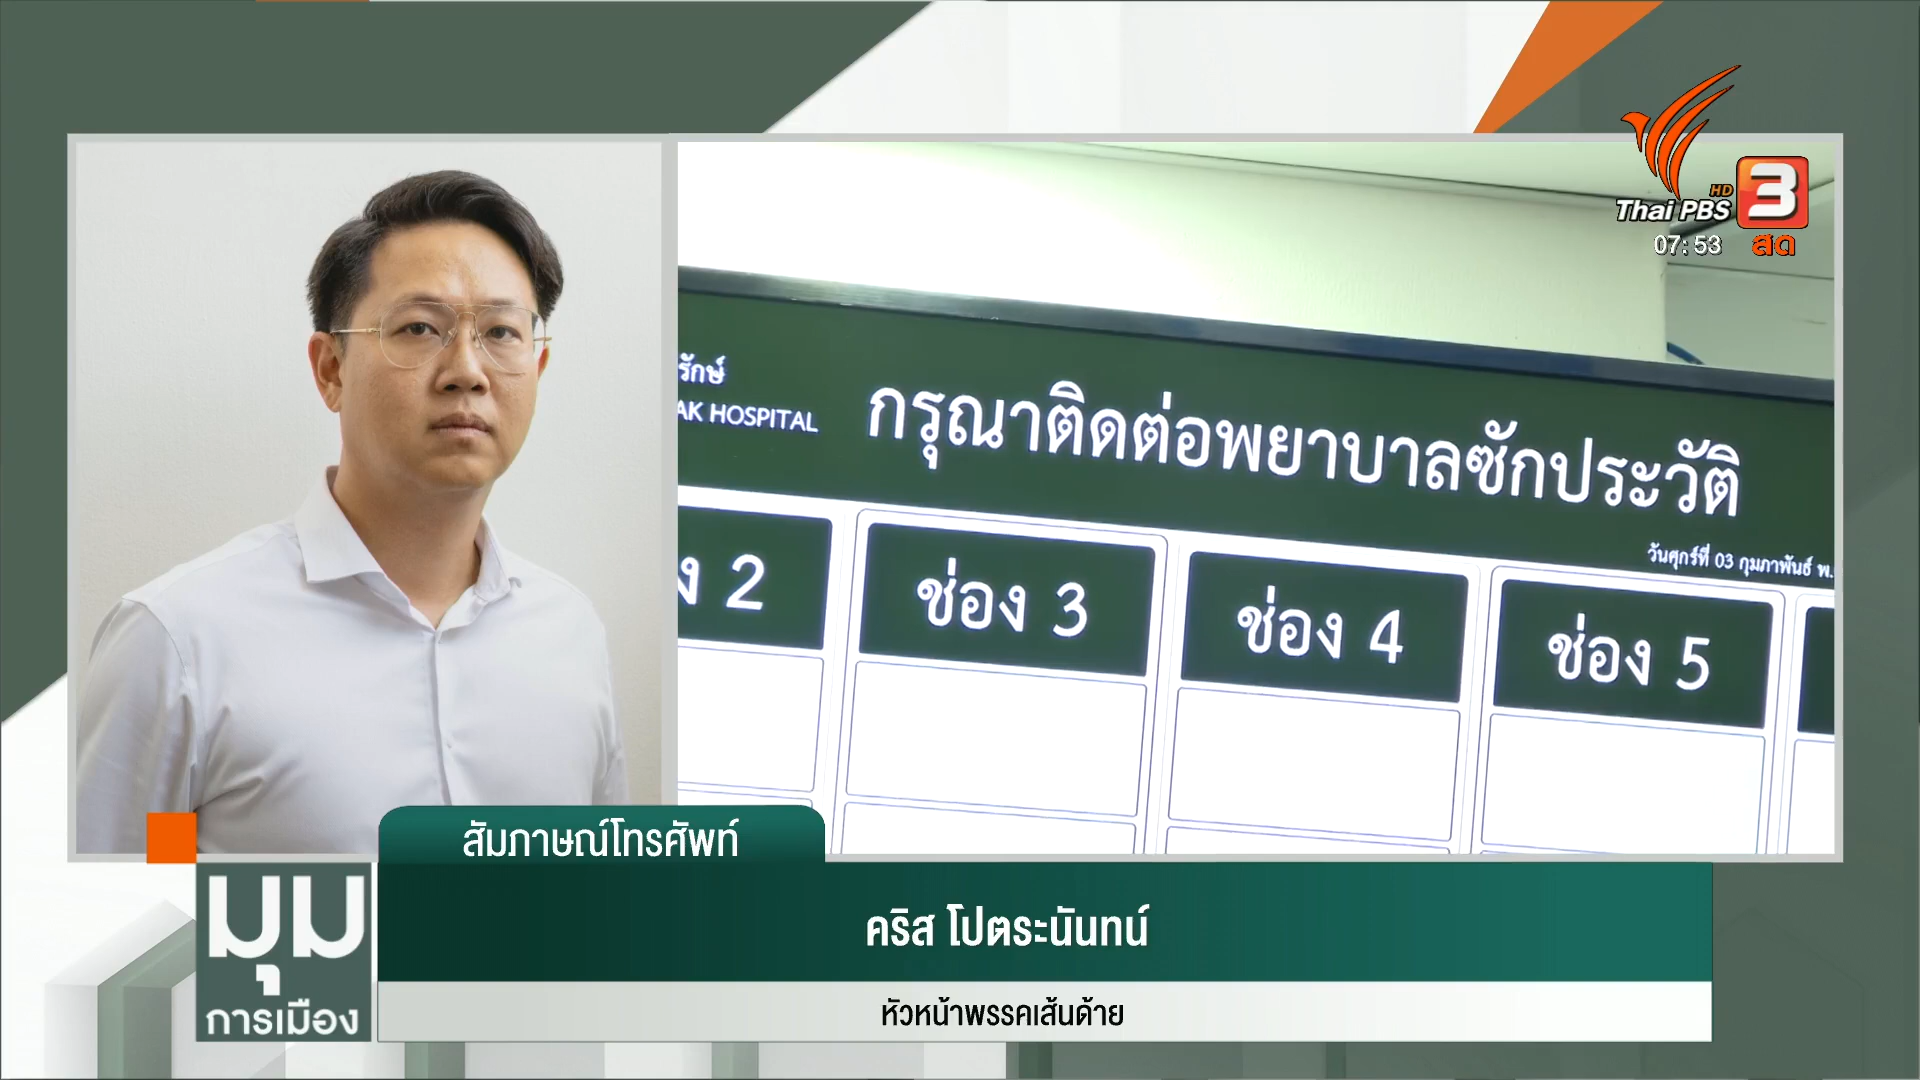 HD
Thai PBS 3
07:53 สด
รักษ์
AK HOSPITAL
กรุณาติดต่อพยาบาลซักประวัติ
วันศุกร์ที่ 03 กุมภาพันธ์ พ.
ง 2
ช่อง 3
ช่อง 4
ช่อง 5
สัมภาษณ์โทรศัพท์
มุม
การเมือง
คริส โปตระนันทน์
หัวหน้าพรรคเส้นด้าย